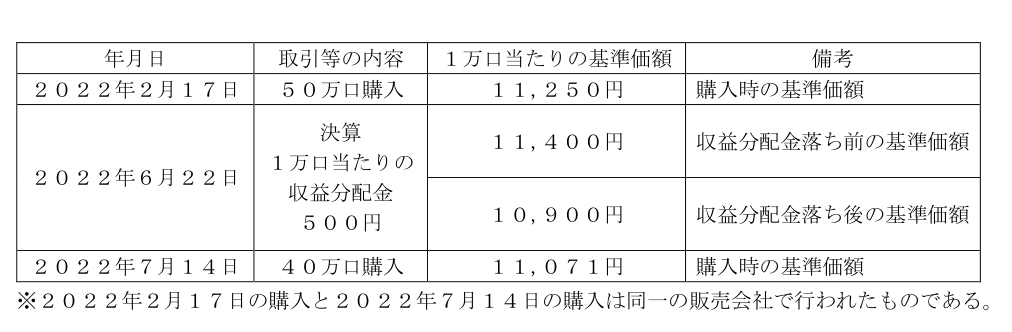 年月日 取引等の内容 １万口当たりの基準価額 備考
２０２２年２月１７日 ５０万口購入 １１,２５０円 購入時の基準価額
２０２２年６月２２日
決算
１万口当たりの
収益分配金
５００円
１１,４００円 収益分配金落ち前の基準価額
１０,９００円 収益分配金落ち後の基準価額
２０２２年７月１４日 ４０万口購入 １１,０７１円 購入時の基準価額
※２０２２年２月１７日の購入と２０２２年７月１４日の購入は同一の販売会社で行われたものである。